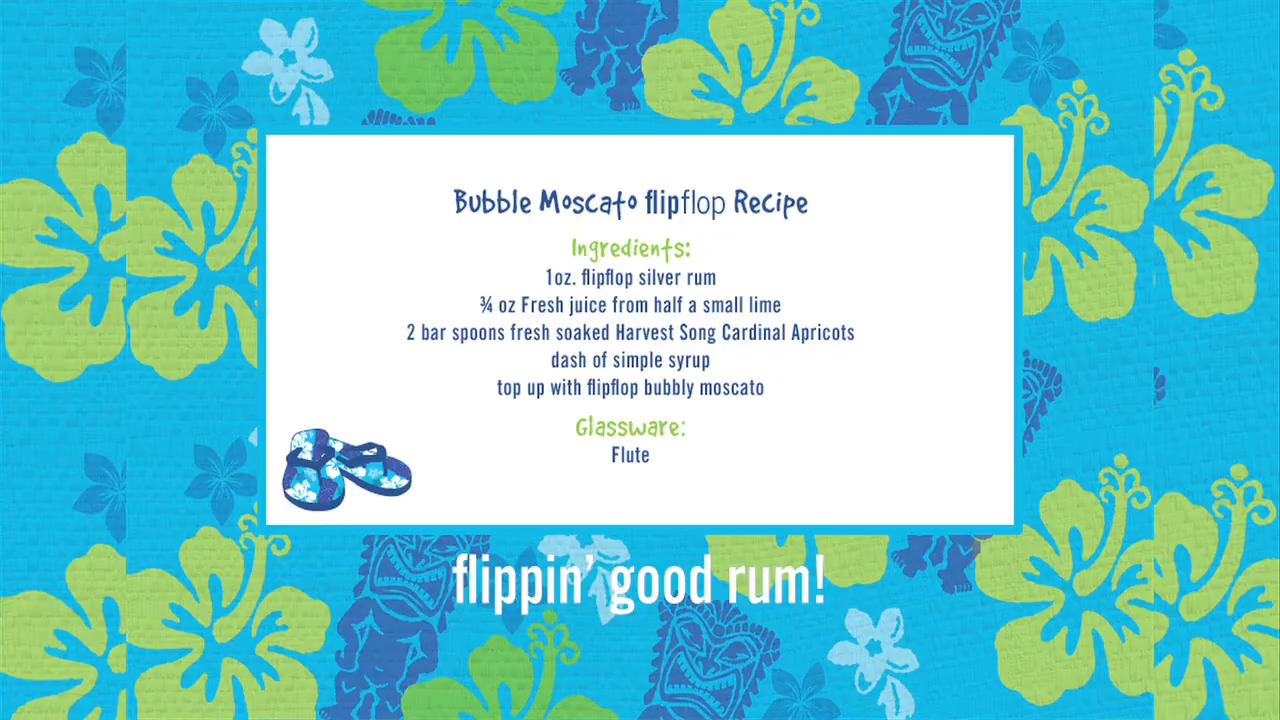 Bubble Moscato flipflop Recipe
Ingredients:
1oz. flipflop silver rum
¾ oz Fresh juice from half a small lime
2 bar spoons fresh soaked Harvest Song Cardinal Apricots
dash of simple syrup
top up with flipflop bubbly moscato
Glassware:
Flute
flippin' good rum!